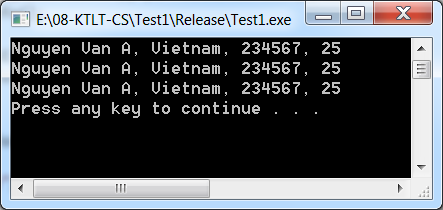 E:\08-KTLT-CS\Test1\Release\Test1.exe
Nguyen Van A, Vietnam, 234567, 25
Nguyen Van A, Vietnam, 234567, 25
Nguyen Van A, Vietnam, 234567, 25
Press any key to continue . . .